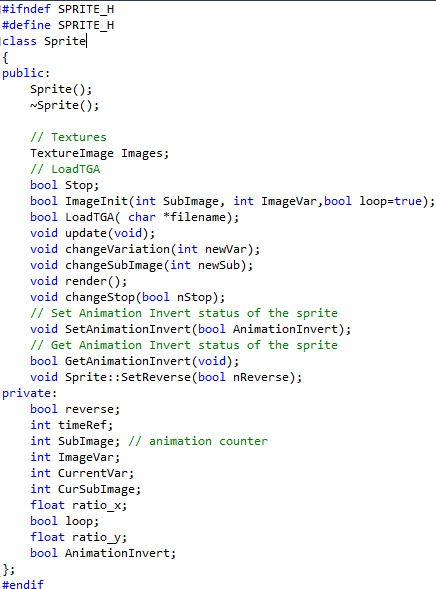 #ifndef SPRITE_H
#define SPRITE_H
class Sprite
{
public:
    Sprite();
    ~Sprite();

    // Textures
    TextureImage Images;
    // LoadTGA
    bool Stop;
    bool ImageInit(int SubImage, int ImageVar,bool loop=true);
    bool LoadTGA( char *filename);
    void update(void);
    void changeVariation(int newVar);
    void changeSubImage(int newSub);
    void render();
    void changeStop(bool nStop);
    // Set Animation Invert status of the sprite
    void SetAnimationInvert(bool AnimationInvert);
    // Get Animation Invert status of the sprite
    bool GetAnimationInvert(void);
    void Sprite::SetReverse(bool nReverse);
private:
    bool reverse;
    int timeRef;
    int SubImage; // animation counter
    int ImageVar;
    int CurrentVar;
    int CurSubImage;
    float ratio_x;
    bool loop;
    float ratio_y;
    bool AnimationInvert;
};
#endif